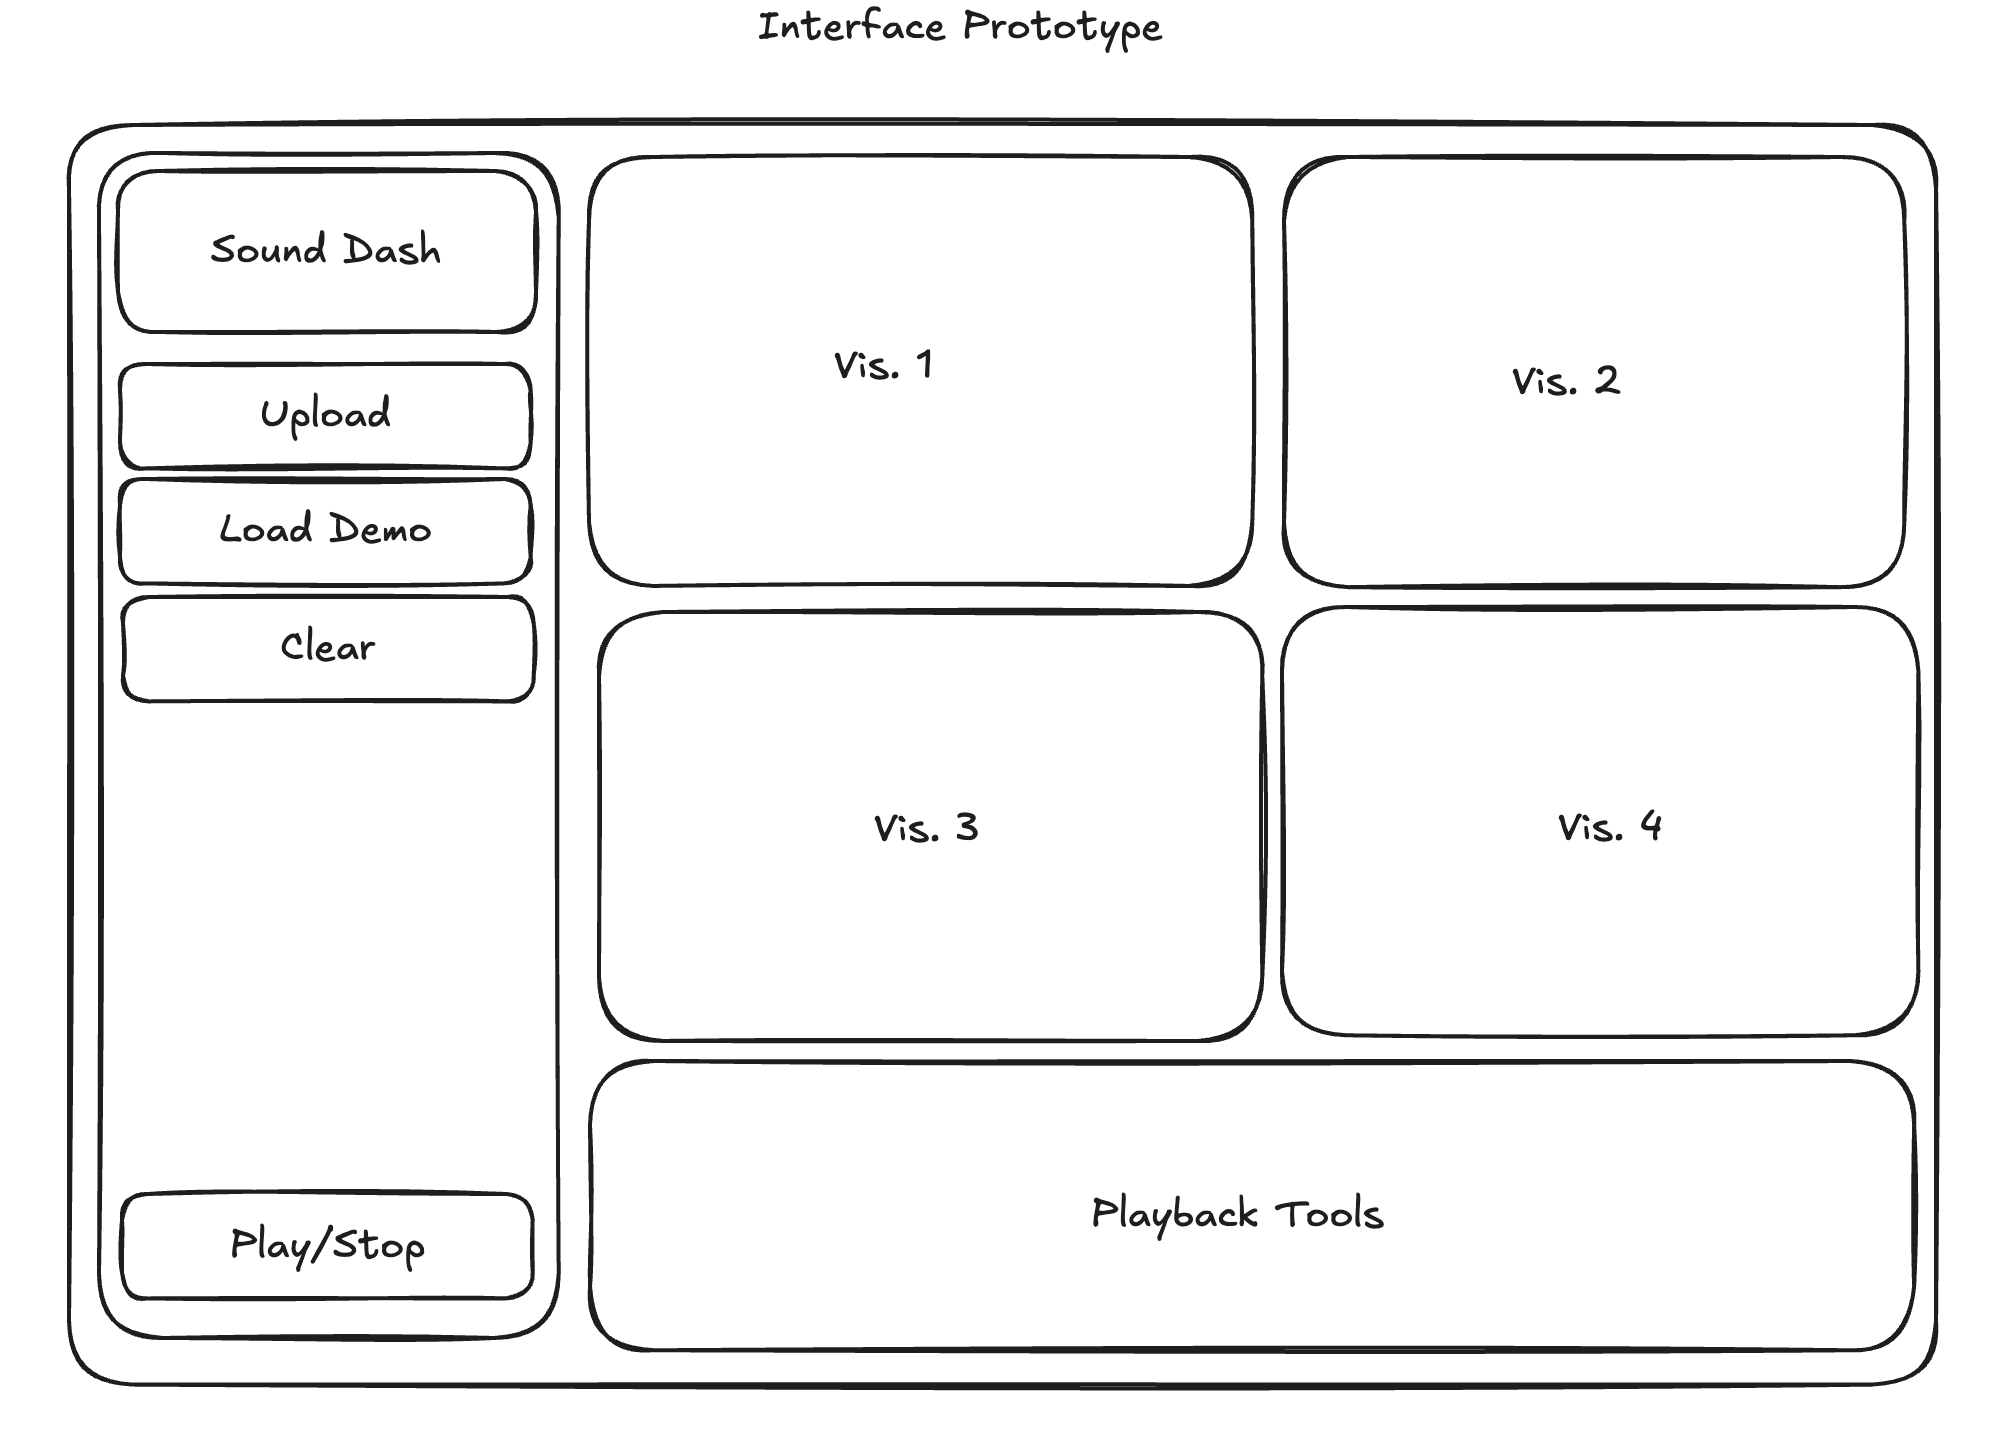 Interface Prototype
Sound Dash
Upload
Load Demo
Clear
Play/Stop
Vis. 1
Vis. 2
Vis. 3
Vis. 4
Playback Tools